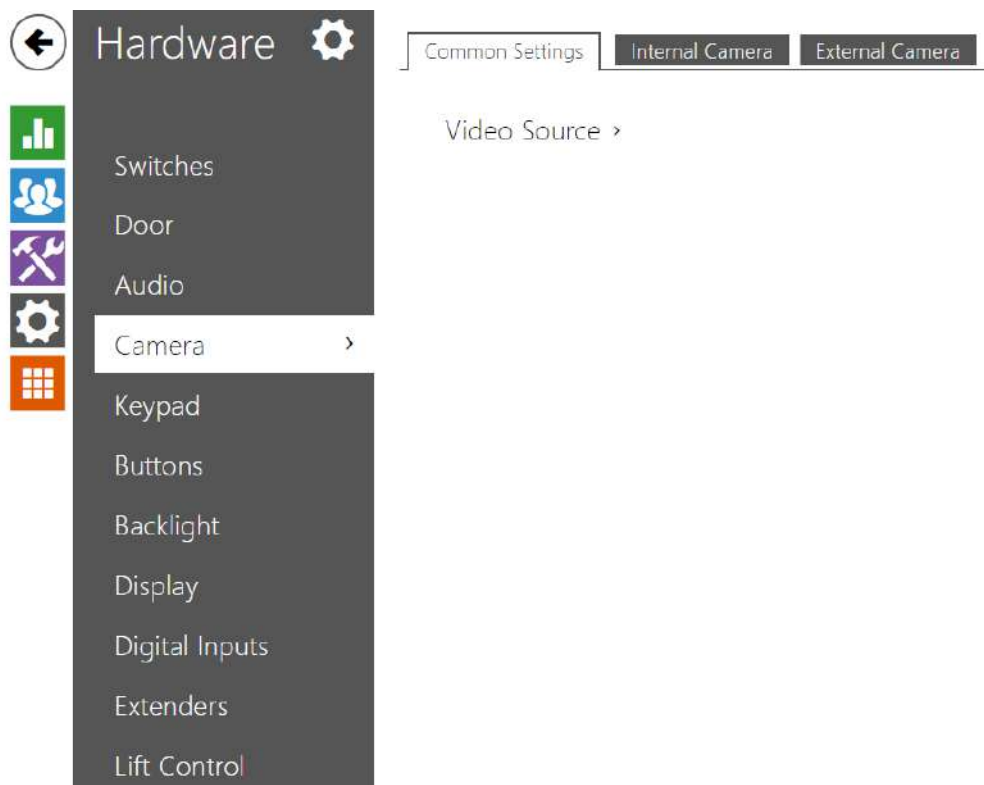 Hardware
Common Settings
Internal Camera
External Camera
Video Source ›
Switches
Door
Audio
Camera ›
Keypad
Buttons
Backlight
Display
Digital Inputs
Extenders
Lift Control